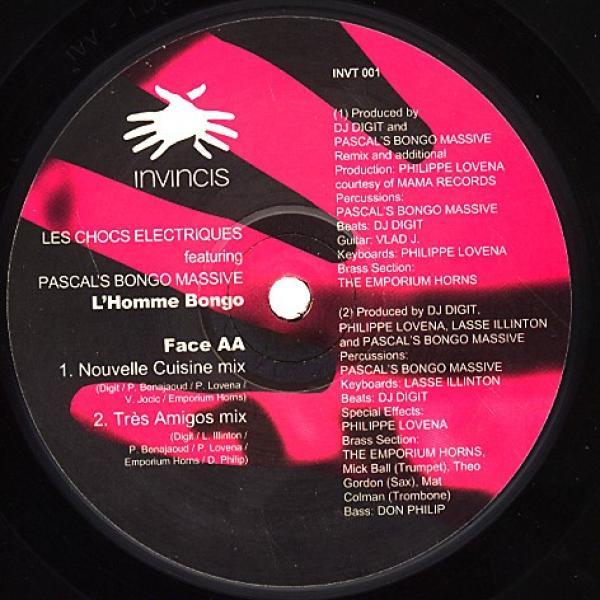 INVINCIS
LES CHOCS ELECTRIQUES
featuring
PASCAL'S BONGO MASSIVE
L'Homme Bongo
Face AA
1. Nouvelle Cuisine mix
(Digit / P. Bonajaoud / P. Lovena /
V. Jocic / Emporium Horns)
2. Très Amigos mix
(Digit / L. Illinton /
P. Bonajaoud / P. Lovena /
Emporium Horns / D. Philip)
INVT 001
(1) Produced by
DJ DIGIT and
PASCAL'S BONGO MASSIVE
Remix and additional
Production: PHILIPPE LOVENA
courtesy of MAMA RECORDS
Percussions:
PASCAL'S BONGO MASSIVE
Beats: DJ DIGIT
Guitar: VLAD J.
Keyboards: PHILIPPE LOVENA
Brass Section:
THE EMPORIUM HORNS
(2) Produced by DJ DIGIT,
PHILIPPE LOVENA, LASSE ILLINTON
and PASCAL'S BONGO MASSIVE
Percussions:
PASCAL'S BONGO MASSIVE
Keyboards: LASSE ILLINTON
Beats: DJ DIGIT
Special Effects:
PHILIPPE LOVENA
Brass Section:
THE EMPORIUM HORNS,
Mick Ball (Trumpet), Theo
Gordon (Sax), Mat
Colman (Trombone)
Bass: DON PHILIP